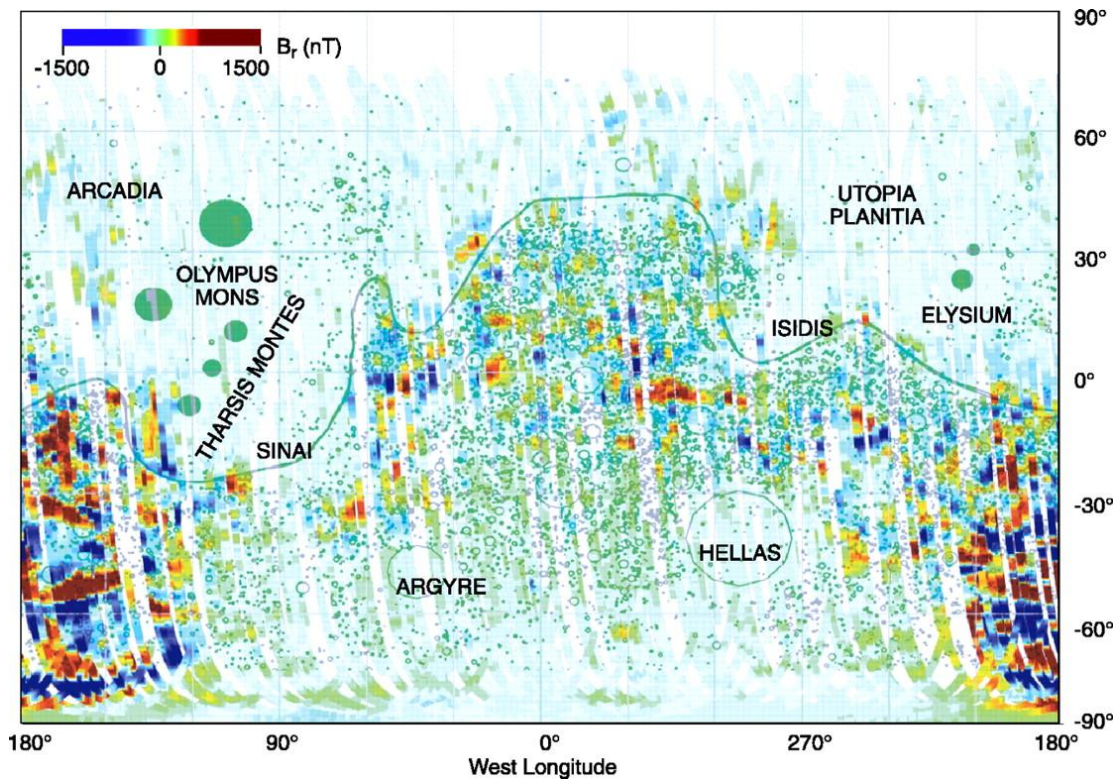 90°
-1500 0 1500 B_r (nT)
60°
ARCADIA
UTOPIA
PLANITIA
30°
OLYMPUS
MONS
THARSIS MONTES
ISIDIS
ELYSIUM
0°
SINAI
-30°
ARGYRE
HELLAS
-60°
-90°
180° 90° 0° 270° 180°
West Longitude